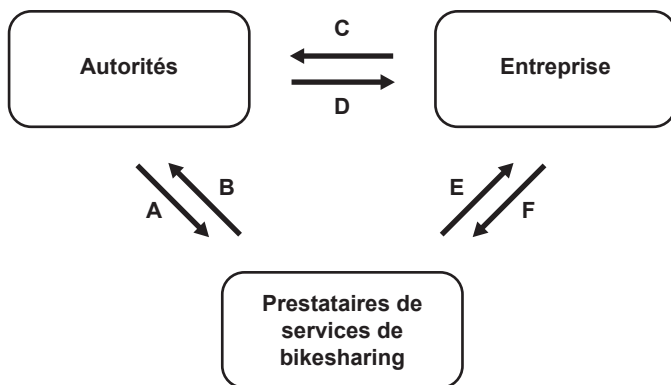 C
Autorités
Entreprise
D
B
E
A
F
Prestataires de
services de
bikesharing